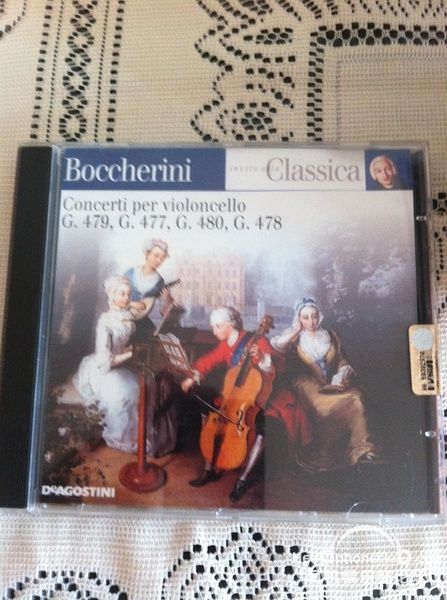 Boccherini
invito alla Classica
Concerti per violoncello
G. 479, G. 477, G. 480, G. 478
DeAGOSTINI